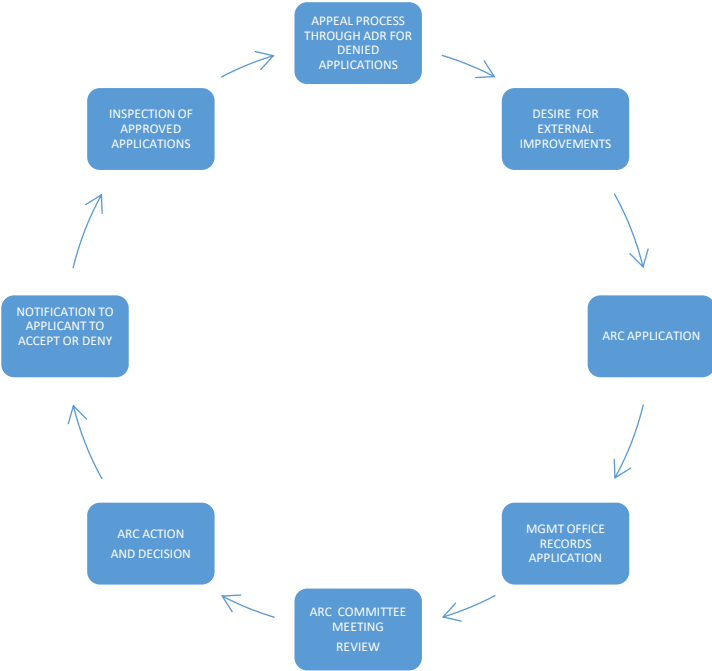 APPEAL PROCESS
THROUGH ADR FOR
DENIED
APPLICATIONS
DESIRE FOR
EXTERNAL
IMPROVEMENTS
ARC APPLICATION
MGMT OFFICE
RECORDS
APPLICATION
ARC COMMITTEE
MEETING
REVIEW
ARC ACTION
AND DECISION
NOTIFICATION TO
APPLICANT TO
ACCEPT OR DENY
INSPECTION OF
APPROVED
APPLICATIONS